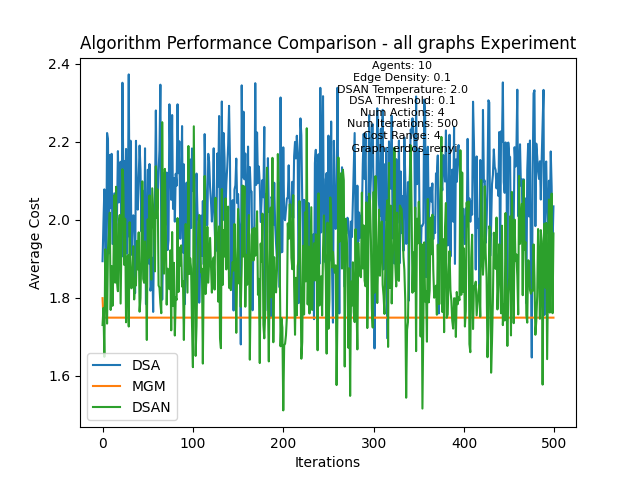 Algorithm Performance Comparison - all graphs Experiment
Agents: 10
Edge Density: 0.1
DSAN Temperature: 2.0
DSA Threshold: 0.1
Num Actions: 4
Num Iterations: 500
Cost Range: 4
Graph: erdos_renyi
Average Cost
2.4
2.2
2.0
1.8
1.6
DSA
MGM
DSAN
0
100
200
300
400
500
Iterations